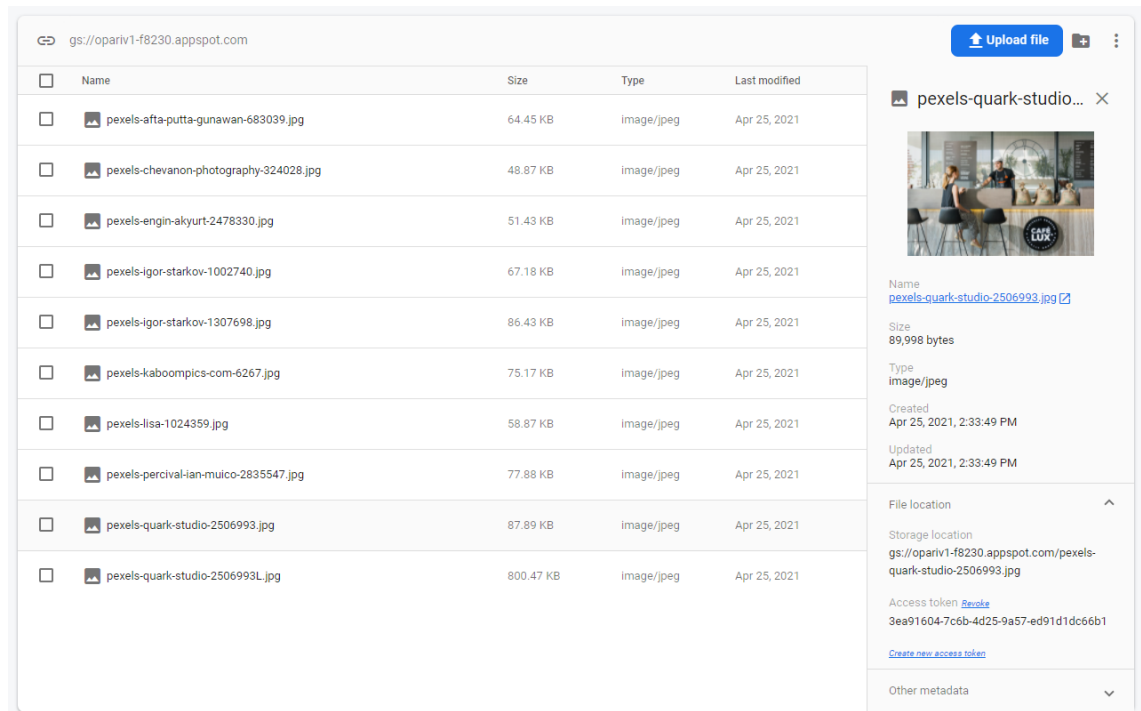 gs://opariv1-f8230.appspot.com
Upload file
Name Size Type Last modified
pexels-afta-putta-gunawan-683039.jpg 64.45 KB image/jpeg Apr 25, 2021
pexels-chevanon-photography-324028.jpg 48.87 KB image/jpeg Apr 25, 2021
pexels-engin-akyurt-2478330.jpg 51.43 KB image/jpeg Apr 25, 2021
pexels-igor-starkov-1002740.jpg 67.18 KB image/jpeg Apr 25, 2021
pexels-igor-starkov-1307698.jpg 86.43 KB image/jpeg Apr 25, 2021
pexels-kaboompics-com-6267.jpg 75.17 KB image/jpeg Apr 25, 2021
pexels-lisa-1024359.jpg 58.87 KB image/jpeg Apr 25, 2021
pexels-percival-ian-muico-2835547.jpg 77.88 KB image/jpeg Apr 25, 2021
pexels-quark-studio-2506993.jpg 87.89 KB image/jpeg Apr 25, 2021
pexels-quark-studio-2506993L.jpg 800.47 KB image/jpeg Apr 25, 2021
pexels-quark-studio...
CAFÉ
LUX
Name
pexels-quark-studio-2506993.jpg
Size
89,998 bytes
Type
image/jpeg
Created
Apr 25, 2021, 2:33:49 PM
Updated
Apr 25, 2021, 2:33:49 PM
File location
Storage location
gs://opariv1-f8230.appspot.com/pexels-
quark-studio-2506993.jpg
Access token Revoke
3ea91604-7c6b-4d25-9a57-ed91d1dc66b1
Create new access token
Other metadata